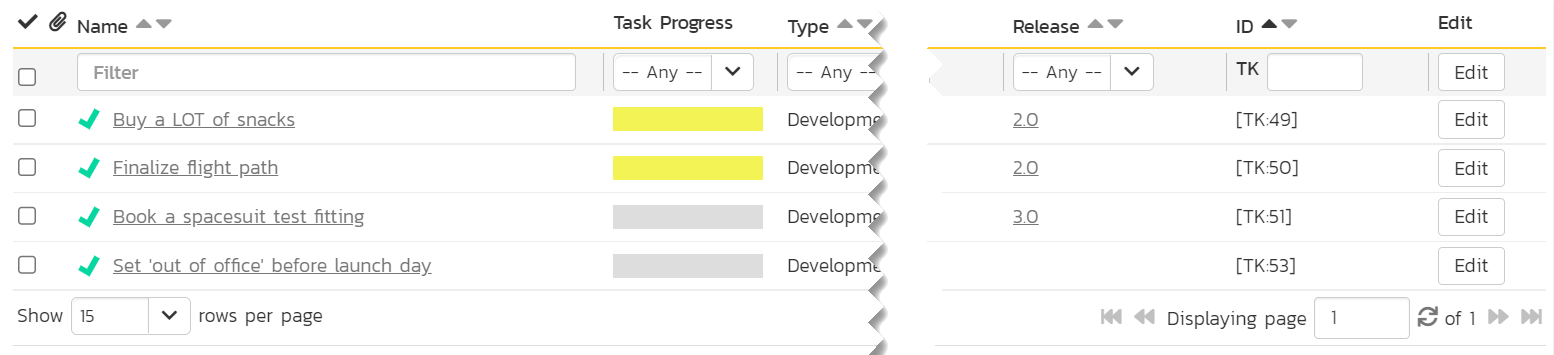 Name Task Progress Type Release ID Edit
Filter -- Any -- -- Any -- -- Any -- TK Edit
Buy a LOT of snacks Developme 2.0 [TK:49] Edit
Finalize flight path Developme 2.0 [TK:50] Edit
Book a spacesuit test fitting Developme 3.0 [TK:51] Edit
Set 'out of office' before launch day Developme [TK:53] Edit
Show 15 rows per page Displaying page 1 of 1